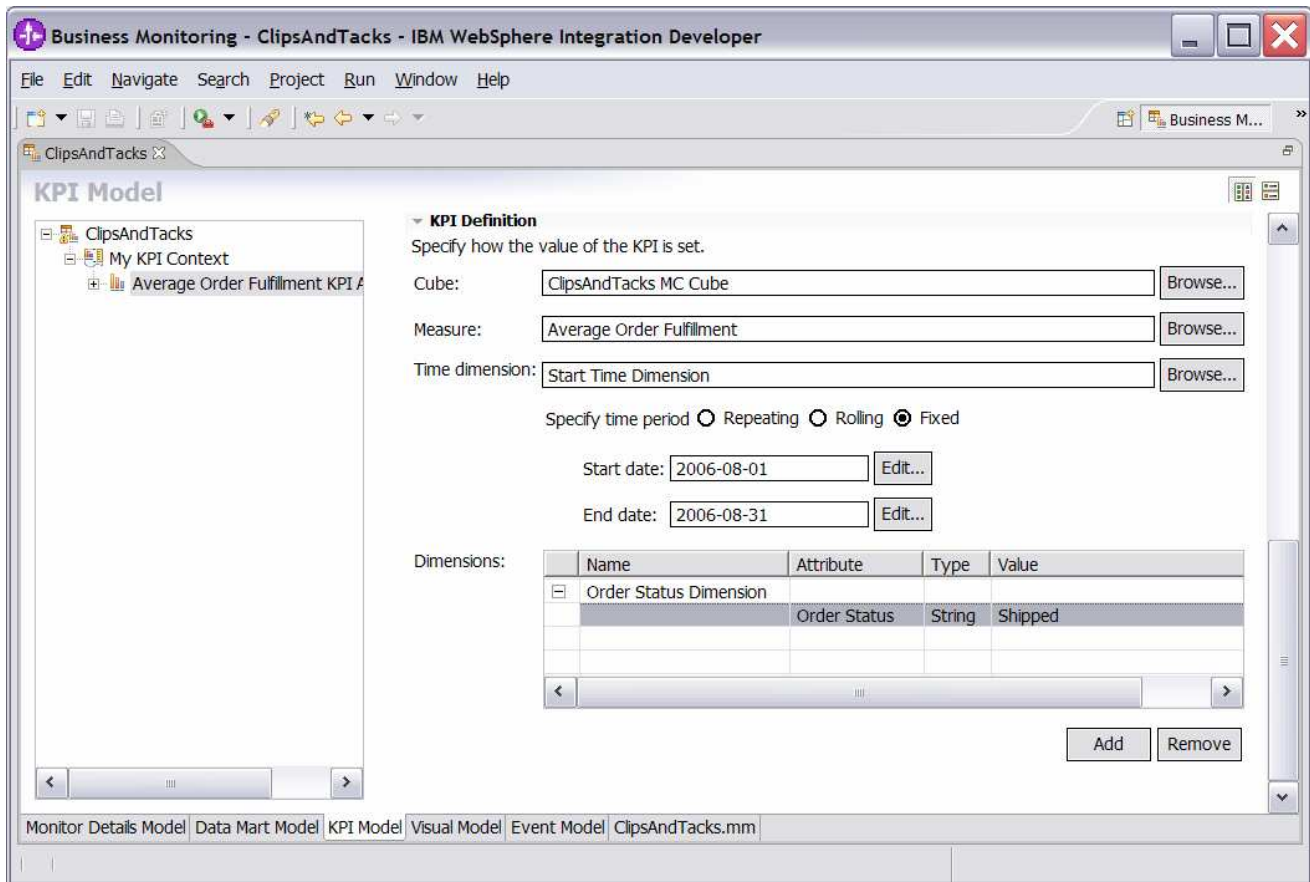 Business Monitoring - ClipsAndTacks - IBM WebSphere Integration Developer
File Edit Navigate Search Project Run Window Help
Business M... »
ClipsAndTacks
KPI Model
ClipsAndTacks
My KPI Context
Average Order Fulfillment KPI A
KPI Definition
Specify how the value of the KPI is set.
Cube: ClipsAndTacks MC Cube Browse...
Measure: Average Order Fulfillment Browse...
Time dimension: Start Time Dimension Browse...
Specify time period Repeating Rolling Fixed
Start date: 2006-08-01 Edit...
End date: 2006-08-31 Edit...
Dimensions:
Name Attribute Type Value
Order Status Dimension
Order Status String Shipped
Add Remove
Monitor Details Model Data Mart Model KPI Model Visual Model Event Model ClipsAndTacks.mm